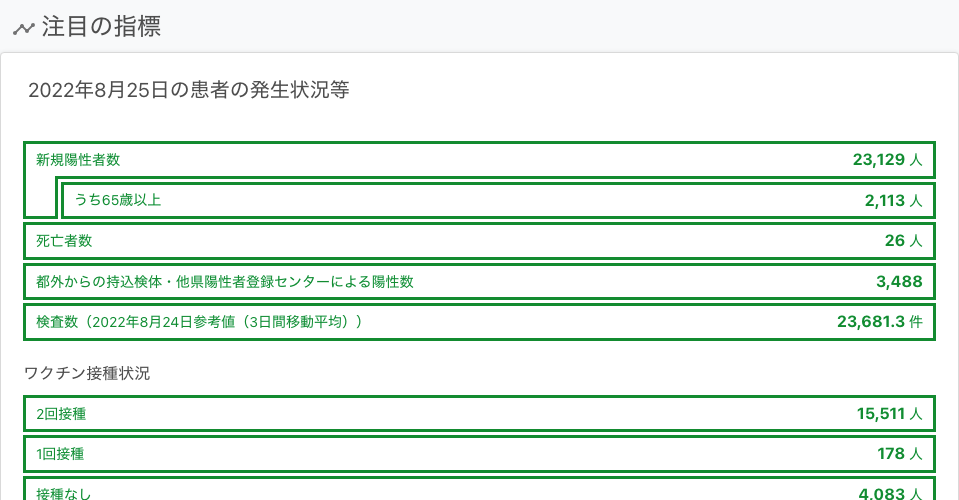 注目の指標
2022年8月25日の患者の発生状況等
新規陽性者数 23,129 人
うち65歳以上 2,113 人
死亡者数 26 人
都外からの持込検体・他県陽性者登録センターによる陽性数 3,488
検査数（2022年8月24日参考値（3日間移動平均）） 23,681.3 件
ワクチン接種状況
2回接種 15,511 人
1回接種 178 人
接種なし 4,083 人